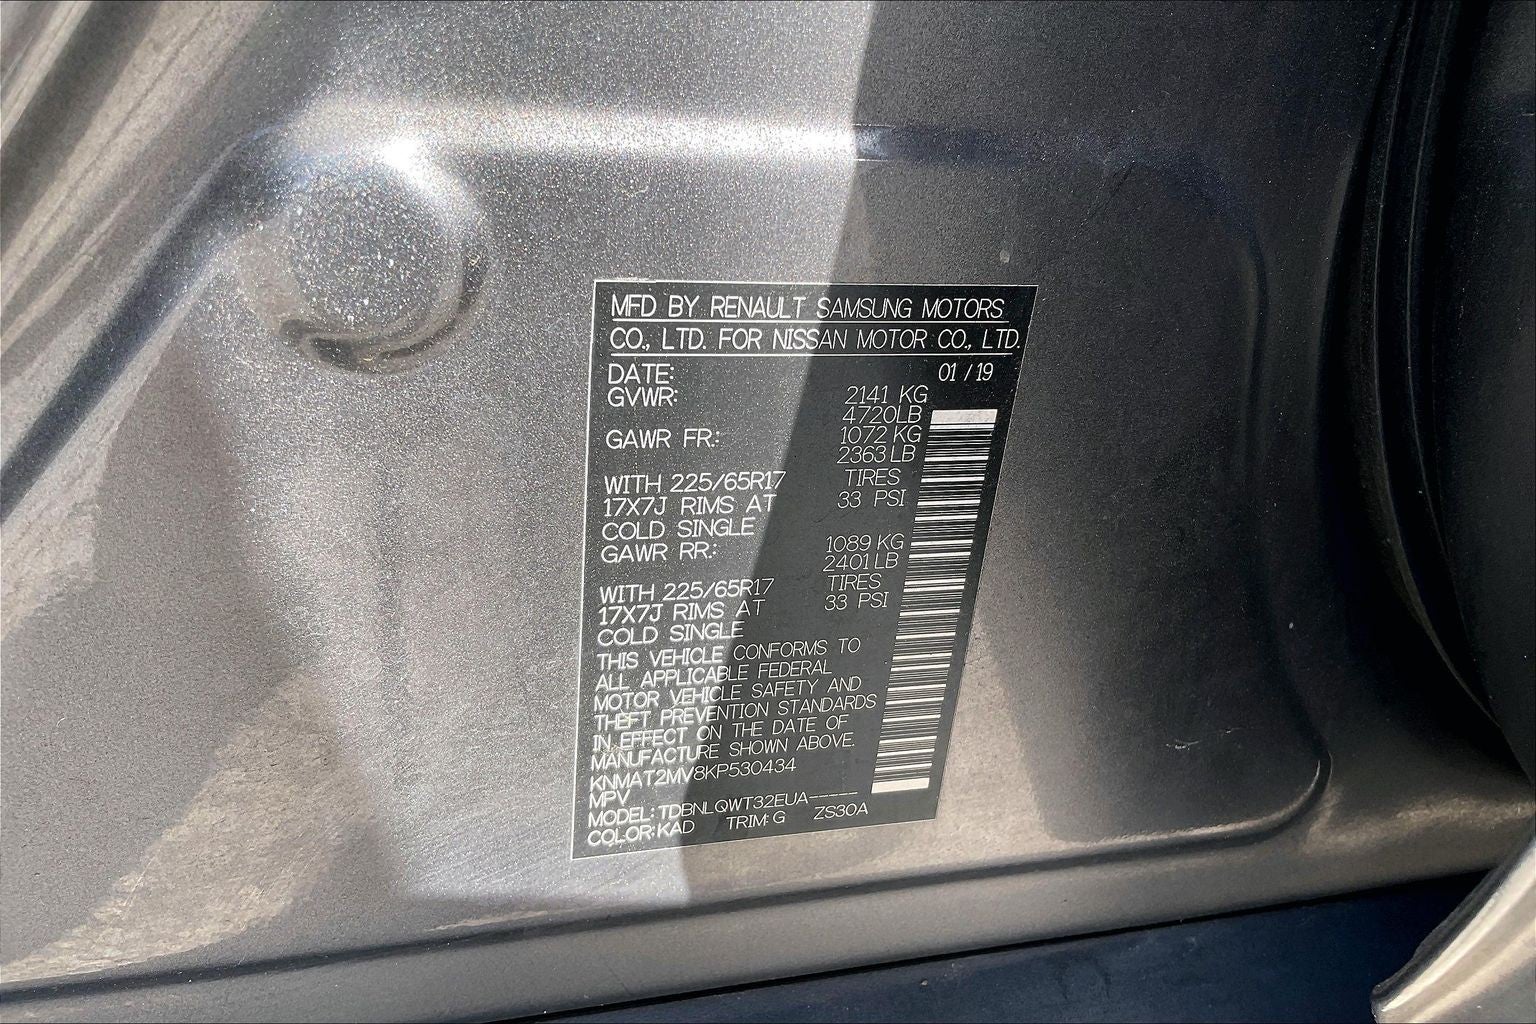 MFD BY RENAULT SAMSUNG MOTORS
CO., LTD. FOR NISSAN MOTOR CO., LTD.
DATE: 01 / 19
GVWR: 2141 KG
4720LB
GAWR FR.: 1072 KG
2363 LB
WITH 225/65R17 TIRES
17X7J RIMS AT 33 PSI
COLD SINGLE
GAWR RR.: 1089 KG
2401 LB
WITH 225/65R17 TIRES
17X7J RIMS AT 33 PSI
COLD SINGLE
THIS VEHICLE CONFORMS TO
ALL APPLICABLE FEDERAL
MOTOR VEHICLE SAFETY AND
THEFT PREVENTION STANDARDS
IN EFFECT ON THE DATE OF
MANUFACTURE SHOWN ABOVE.
KNMAT2MV8KP530434
MPV
MODEL: TDBNLQWT32EUA-----
COLOR:KAD TRIM: G ZS30A